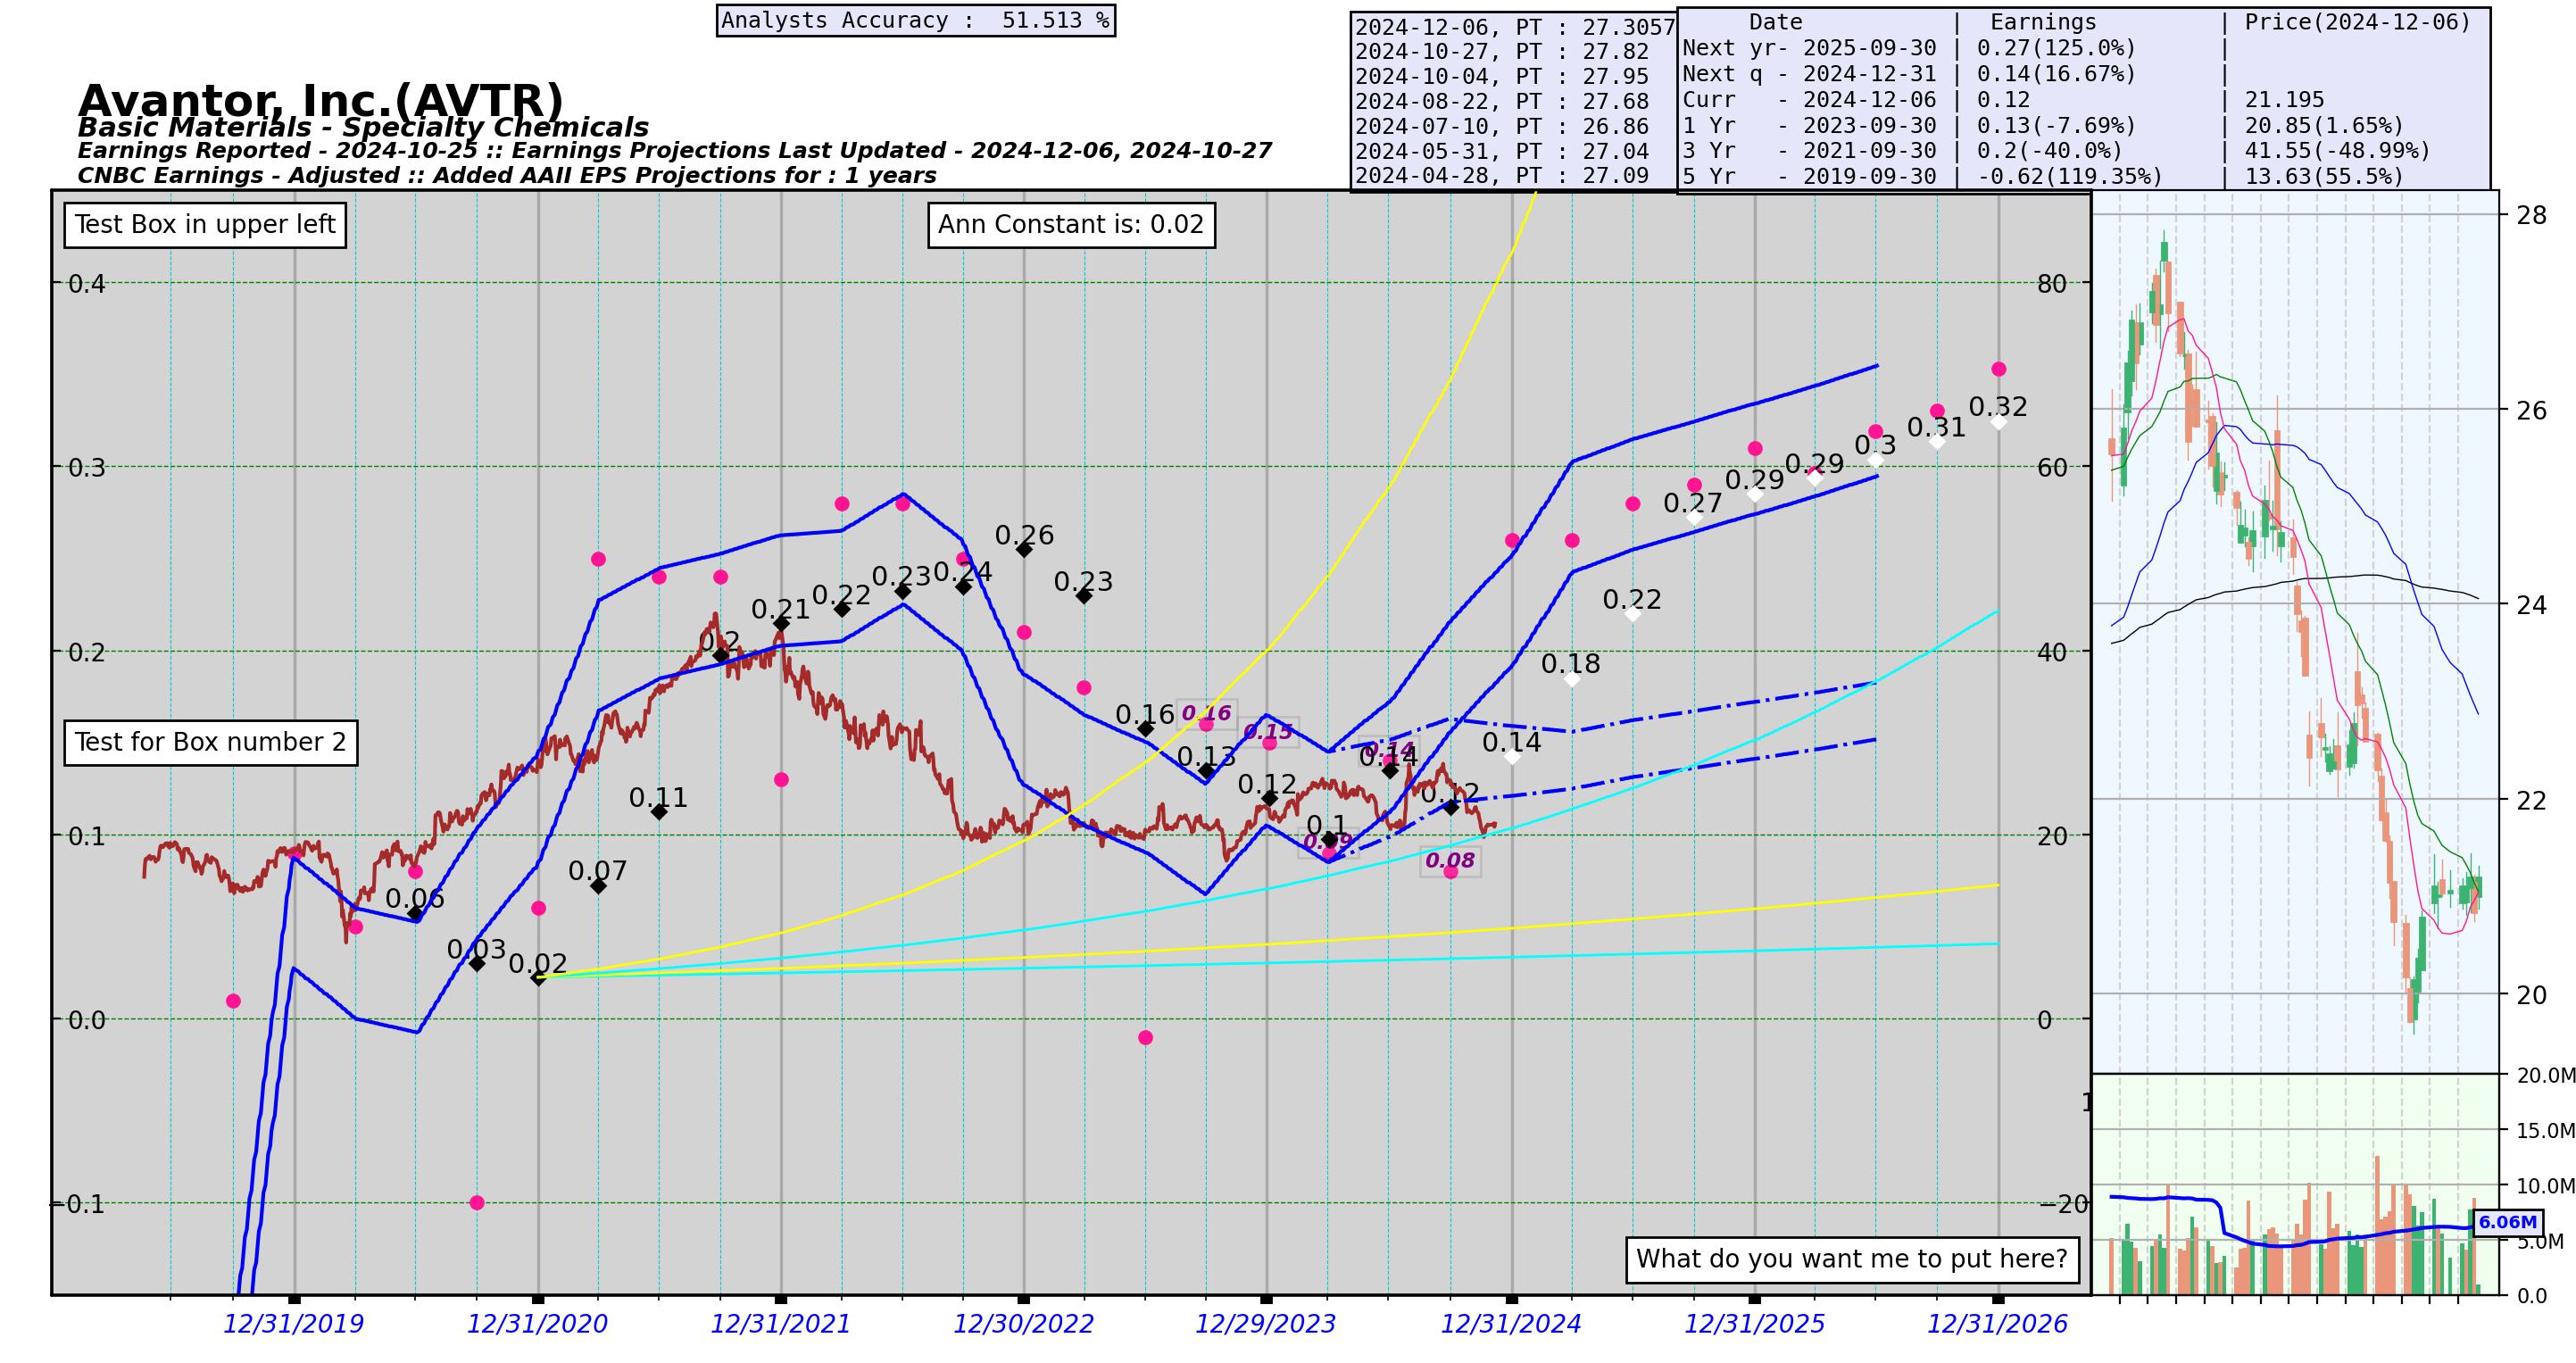 Analysts Accuracy :  51.513 %
2024-12-06, PT : 27.3057
2024-10-27, PT : 27.82
2024-10-04, PT : 27.95
2024-08-22, PT : 27.68
2024-07-10, PT : 26.86
2024-05-31, PT : 27.04
2024-04-28, PT : 27.09
Date | Earnings | Price(2024-12-06)
Next yr- 2025-09-30 | 0.27(125.0%) |
Next q - 2024-12-31 | 0.14(16.67%) |
Curr - 2024-12-06 | 0.12 | 21.195
1 Yr - 2023-09-30 | 0.13(-7.69%) | 20.85(1.65%)
3 Yr - 2021-09-30 | 0.2(-40.0%) | 41.55(-48.99%)
5 Yr - 2019-09-30 | -0.62(119.35%) | 13.63(55.5%)
Avantor, Inc.(AVTR)
Basic Materials - Specialty Chemicals
Earnings Reported - 2024-10-25 :: Earnings Projections Last Updated - 2024-12-06, 2024-10-27
CNBC Earnings - Adjusted :: Added AAII EPS Projections for : 1 years
Test Box in upper left
Ann Constant is: 0.02
Test for Box number 2
What do you want me to put here?
0.4
0.3
0.2
0.1
0.0
−0.1
0.06
0.03
0.02
0.07
0.11
0.2
0.21
0.22
0.23
0.24
0.26
0.23
0.16
0.13
0.12
0.1
0.14
0.12
0.14
0.18
0.22
0.27
0.29
0.29
0.3
0.31
0.32
0.16
0.15
0.09
0.14
0.08
80
60
40
20
0
−20
28
26
24
22
20
20.0M
15.0M
10.0M
5.0M
0.0
6.06M
12/31/2019
12/31/2020
12/31/2021
12/30/2022
12/29/2023
12/31/2024
12/31/2025
12/31/2026